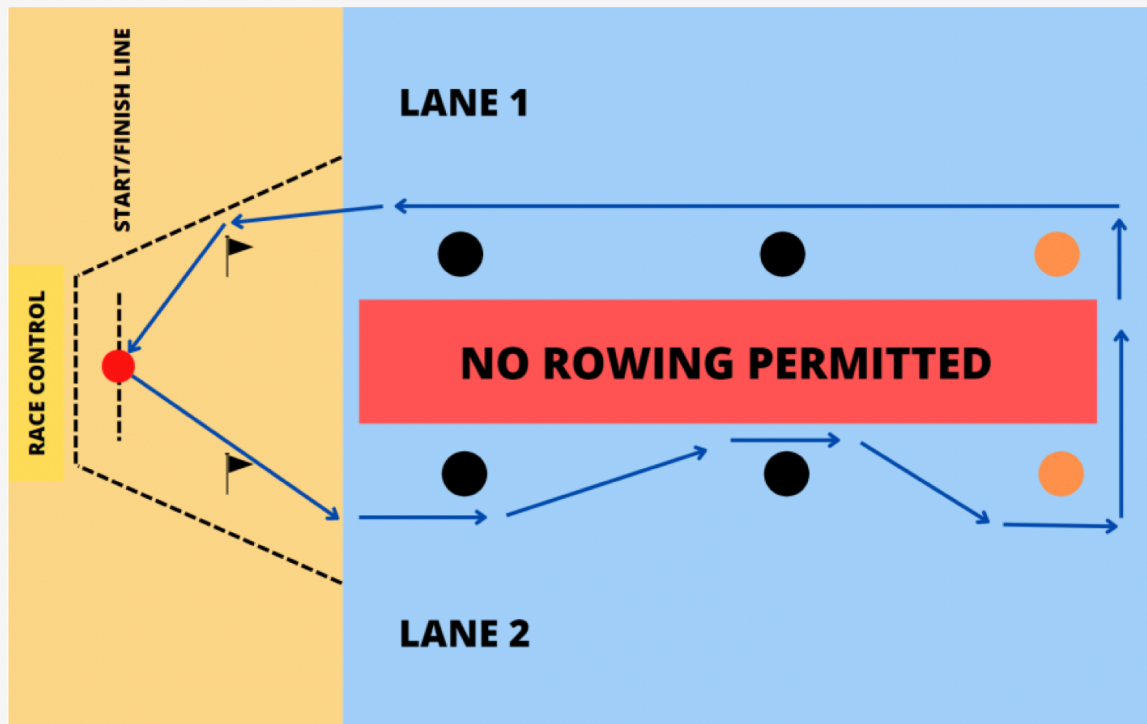 START/FINISH LINE
LANE 1
RACE CONTROL
NO ROWING PERMITTED
LANE 2